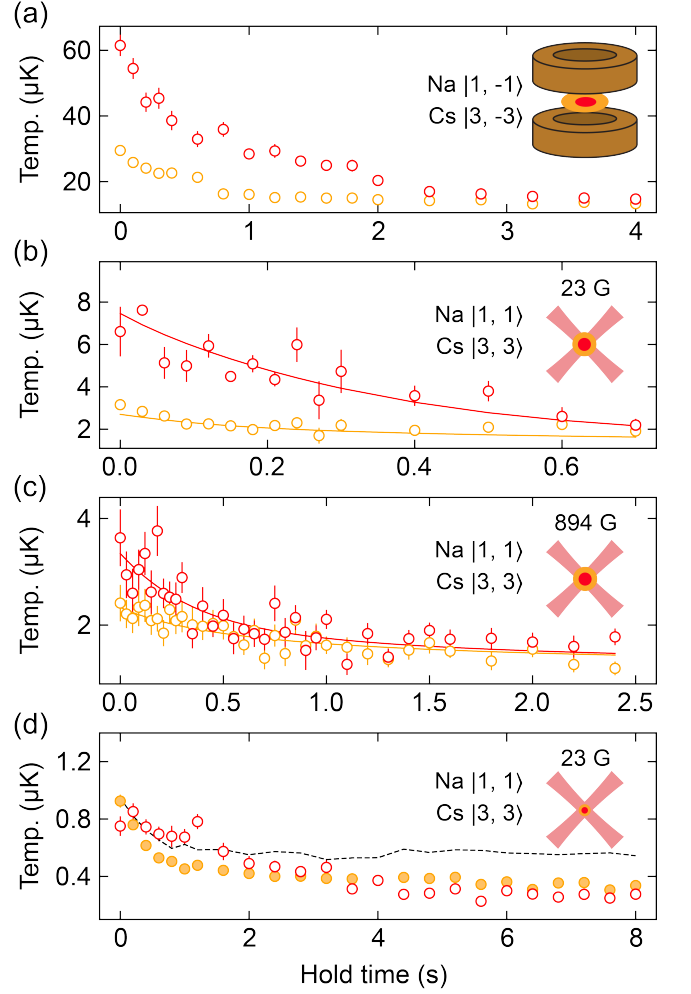 (a)
Temp. (μK)
60
40
20
Na |1, -1⟩
Cs |3, -3⟩
0 1 2 3 4
(b)
Temp. (μK)
8
6
4
2
23 G
Na |1, 1⟩
Cs |3, 3⟩
0.0 0.2 0.4 0.6
(c)
Temp. (μK)
4
2
894 G
Na |1, 1⟩
Cs |3, 3⟩
0.0 0.5 1.0 1.5 2.0 2.5
(d)
Temp. (μK)
1.2
0.8
0.4
23 G
Na |1, 1⟩
Cs |3, 3⟩
0 2 4 6 8
Hold time (s)